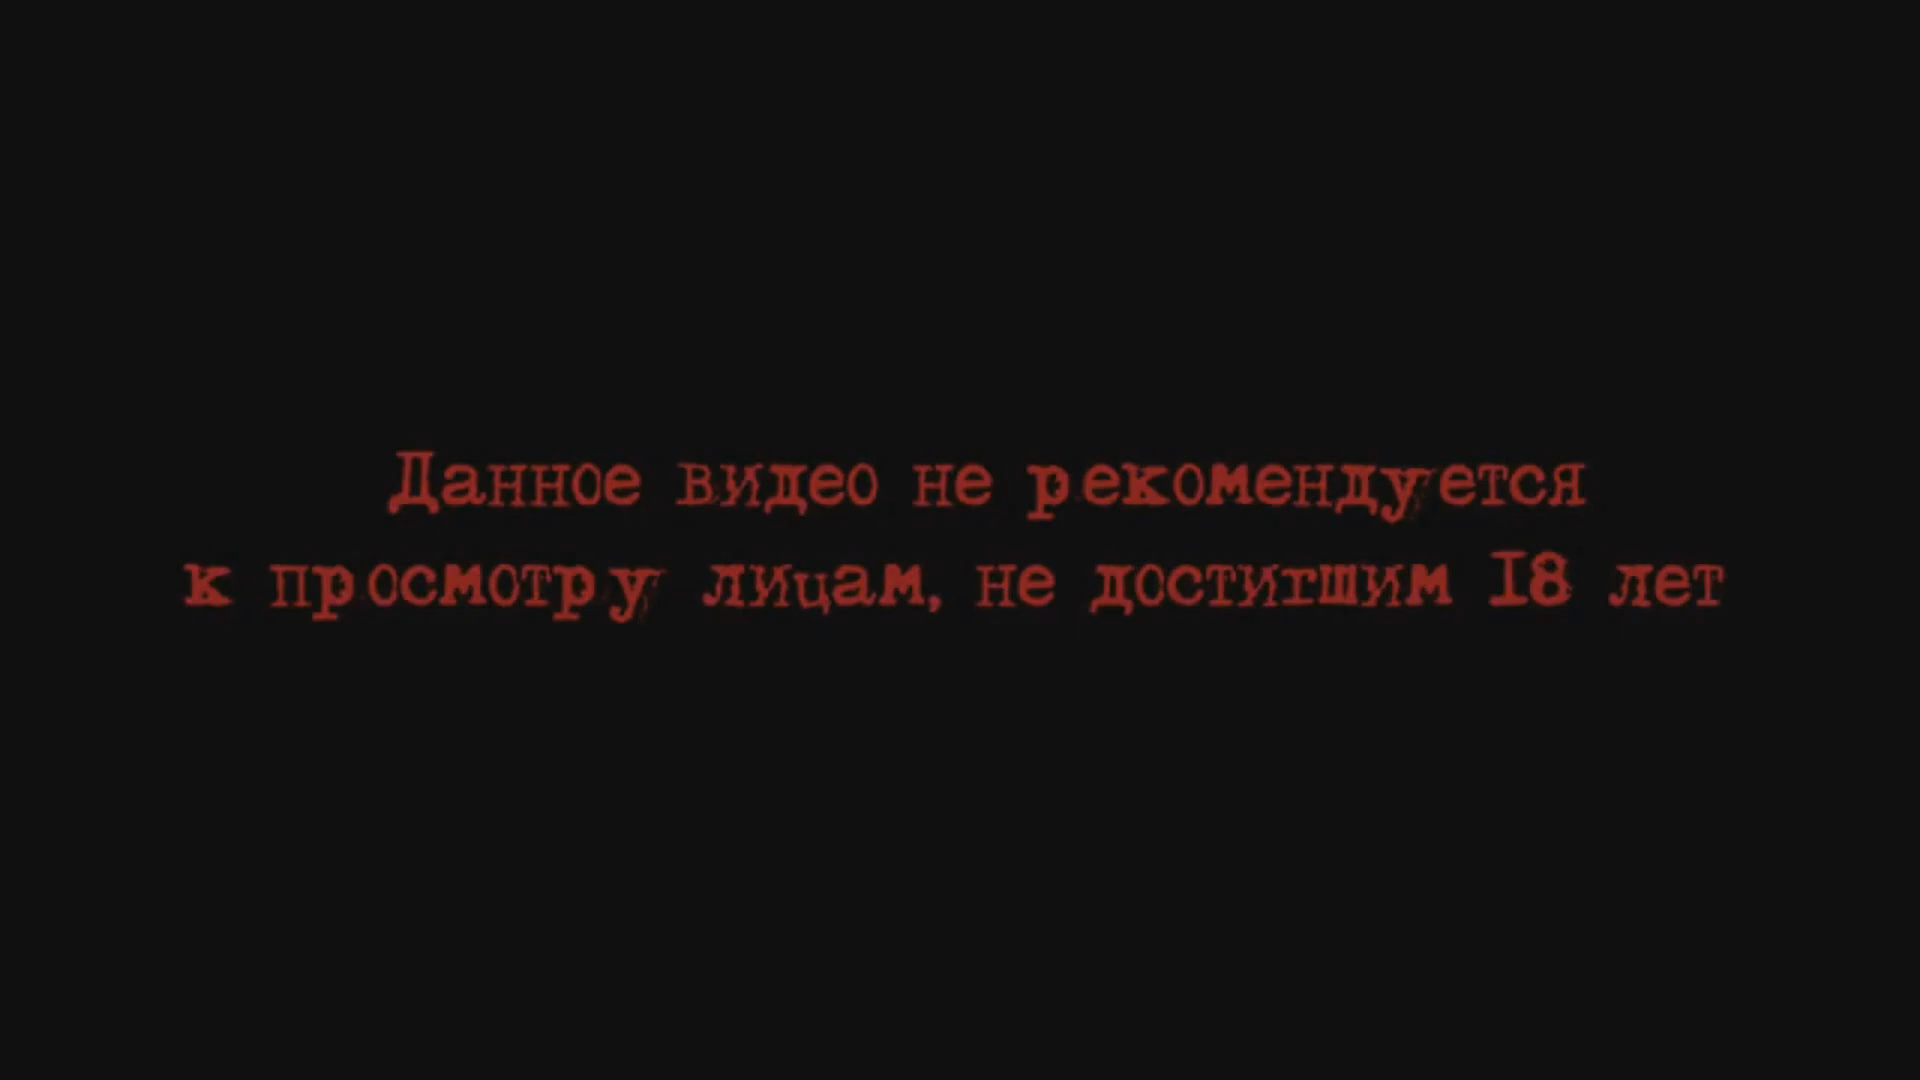 Данное видео не рекомендуется
к просмотру лицам, не достигшим 18 лет